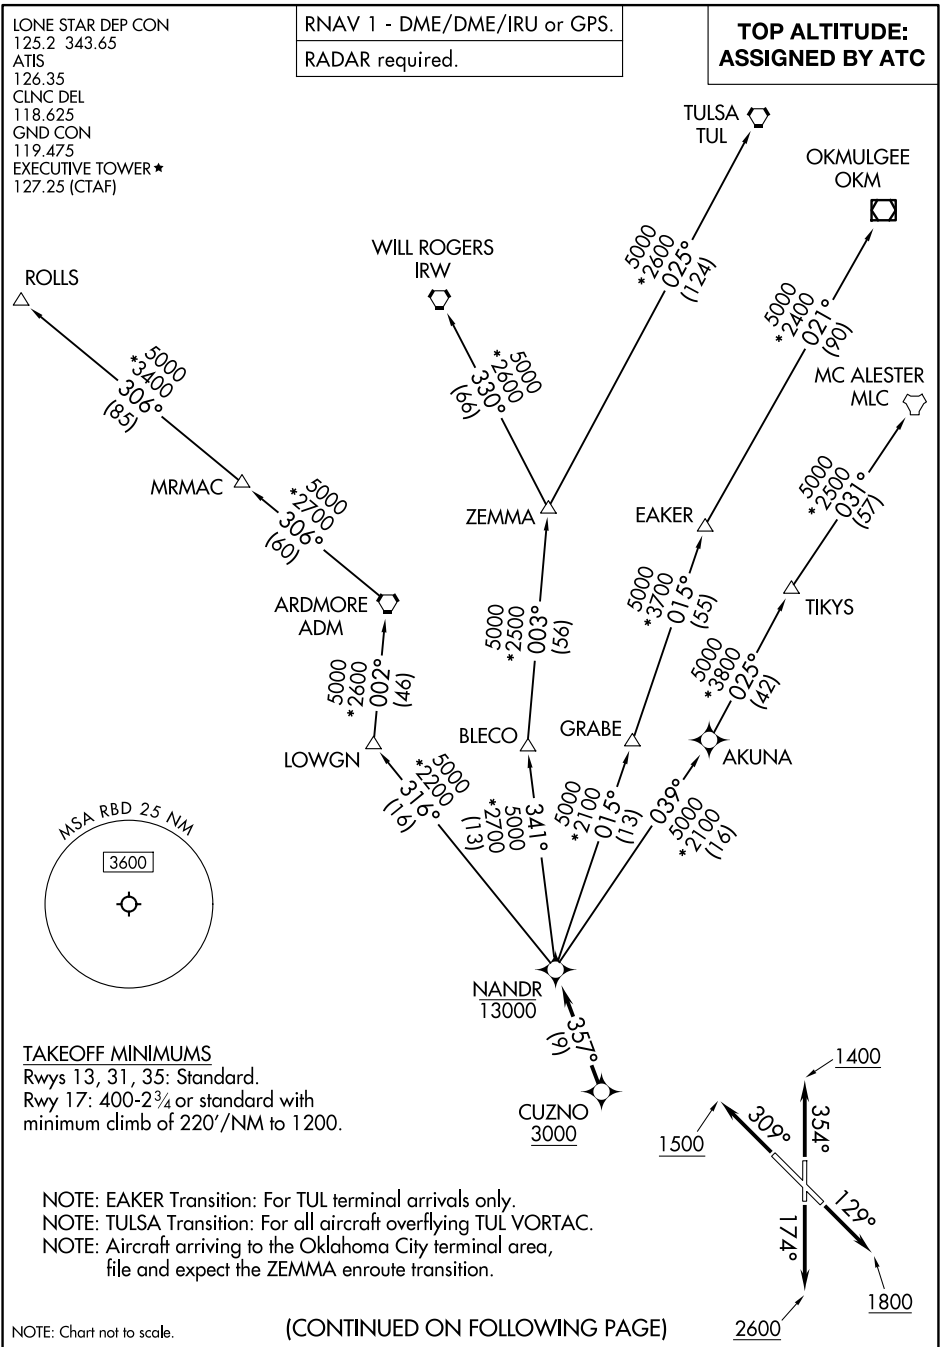 LONE STAR DEP CON
125.2 343.65
ATIS
126.35
CLNC DEL
118.625
GND CON
119.475
EXECUTIVE TOWER★
127.25 (CTAF)
RNAV 1 - DME/DME/IRU or GPS.
RADAR required.
TOP ALTITUDE:
ASSIGNED BY ATC
TULSA
TUL
OKMULGEE
OKM
WILL ROGERS
IRW
ROLLS
5000
*2600
025°
(124)
5000
*2400
021°
(90)
5000
*2600
330°
(66)
5000
*3400
306°
(85)
MC ALESTER
MLC
MRMAC
5000
*2700
306°
(60)
ZEMMA
EAKER
5000
*2500
031°
(57)
ARDMORE
ADM
5000
*2500
003°
(56)
5000
*3700
015°
(55)
TIKYS
5000
*2600
002°
(46)
5000
*3800
025°
(42)
LOWGN
BLECO
GRABE
AKUNA
5000
*2200
316°
(16)
341°
5000
*2700
(13)
5000
*2100
015°
(13)
039°
5000
*2100
(16)
MSA RBD 25 NM
3600
NANDR
13000
357°
(9)
CUZNO
3000
TAKEOFF MINIMUMS
Rwys 13, 31, 35: Standard.
Rwy 17: 400-2¾ or standard with
minimum climb of 220'/NM to 1200.
1400
1500
309°
354°
129°
174°
1800
2600
NOTE: EAKER Transition: For TUL terminal arrivals only.
NOTE: TULSA Transition: For all aircraft overflying TUL VORTAC.
NOTE: Aircraft arriving to the Oklahoma City terminal area,
file and expect the ZEMMA enroute transition.
NOTE: Chart not to scale.
(CONTINUED ON FOLLOWING PAGE)